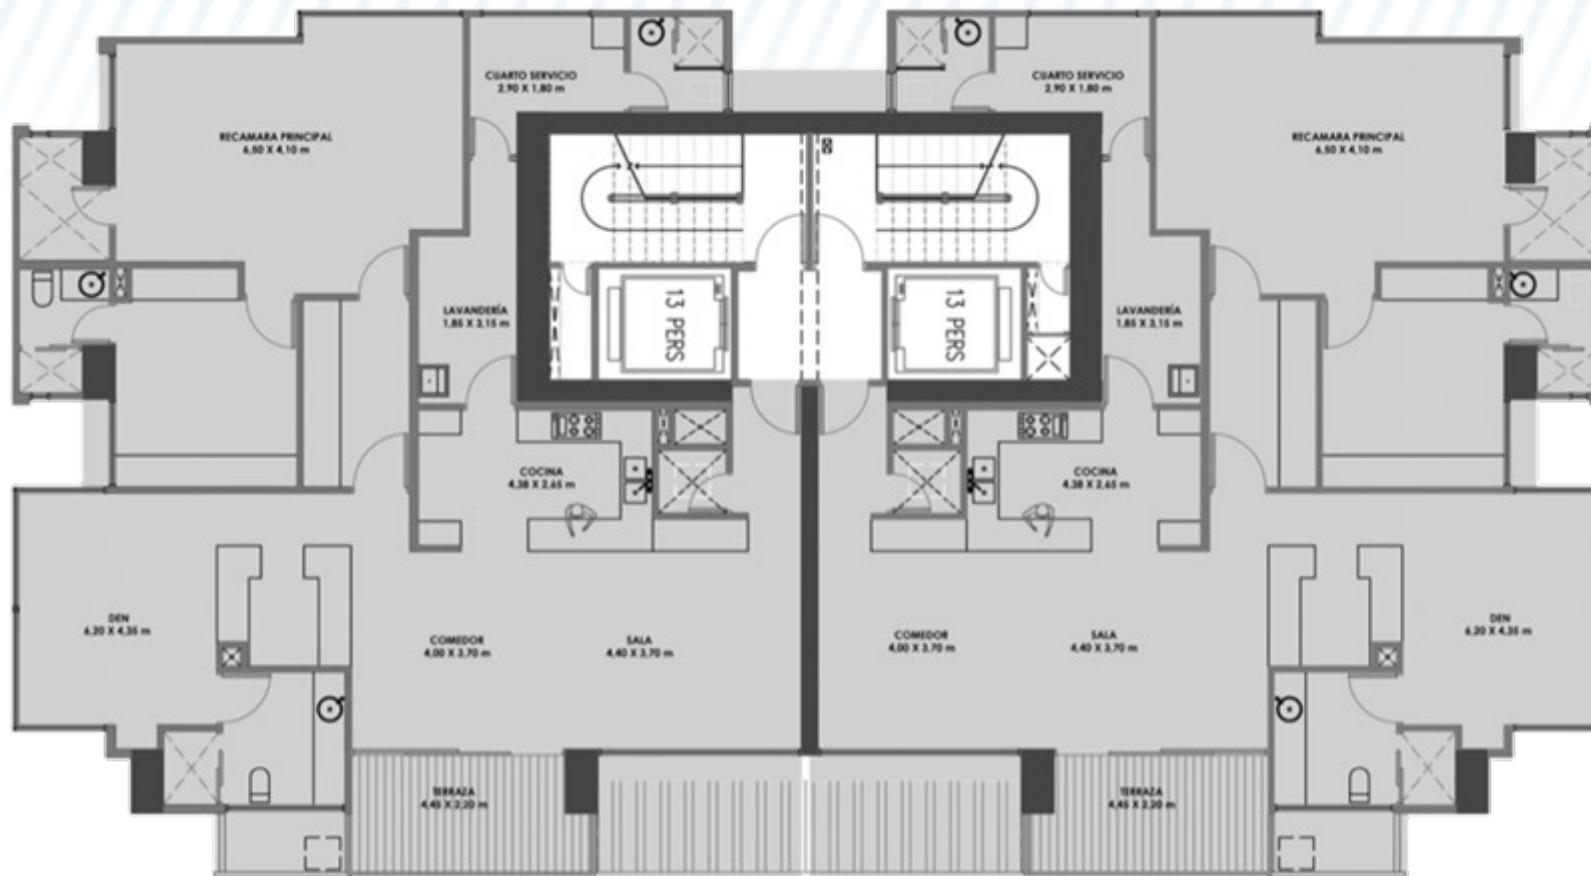 CUARTO SERVICIO
2,90 X 1,80 m
CUARTO SERVICIO
2,90 X 1,80 m
RECAMARA PRINCIPAL
6,50 X 4,10 m
RECAMARA PRINCIPAL
6,50 X 4,10 m
LAVANDERÍA
1,85 X 3,15 m
13 PERS
13 PERS
LAVANDERÍA
1,85 X 3,15 m
COCINA
4,38 X 2,65 m
COCINA
4,38 X 2,65 m
DEN
6,20 X 4,35 m
COMEDOR
4,00 X 3,70 m
SALA
4,40 X 3,70 m
COMEDOR
4,00 X 3,70 m
SALA
4,40 X 3,70 m
DEN
6,20 X 4,35 m
TERRAZA
4,45 X 2,20 m
TERRAZA
4,45 X 2,20 m